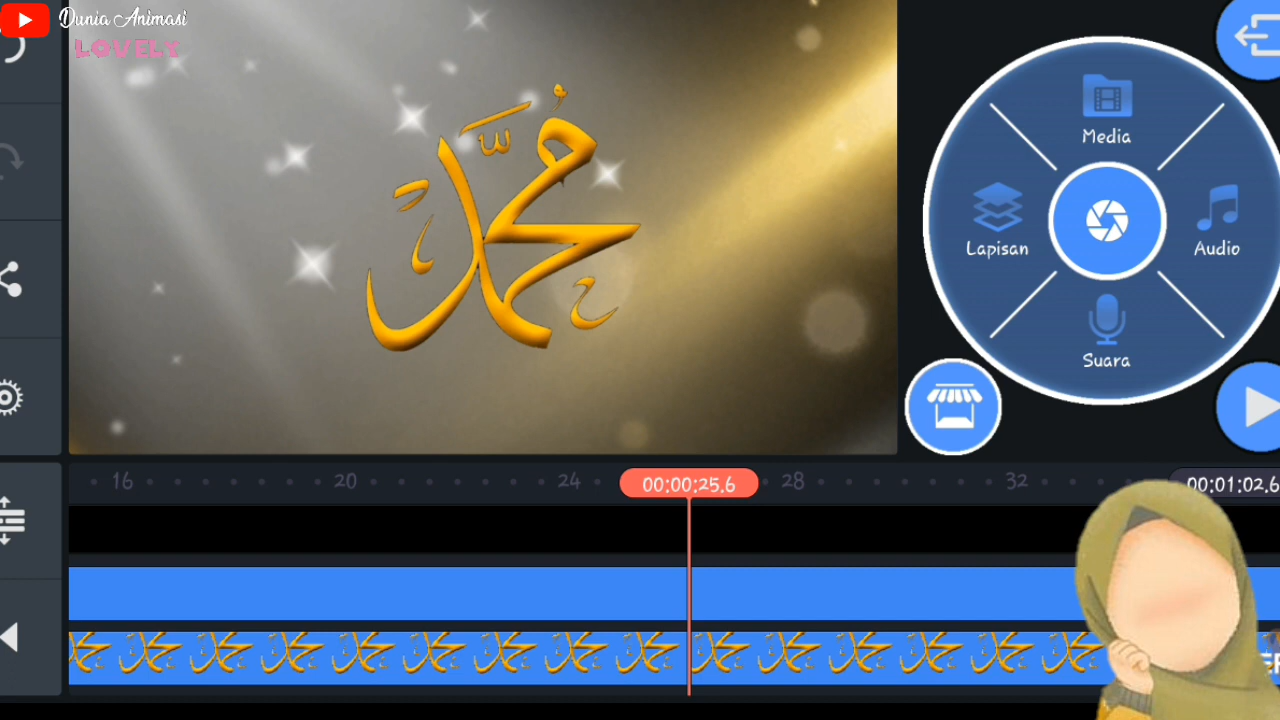 Dunia Animasi
LOVELY
مُحَمَّد
Media
Lapisan
Audio
Suara
16
20
24
00:00:25.6
28
32
00:01:02.6